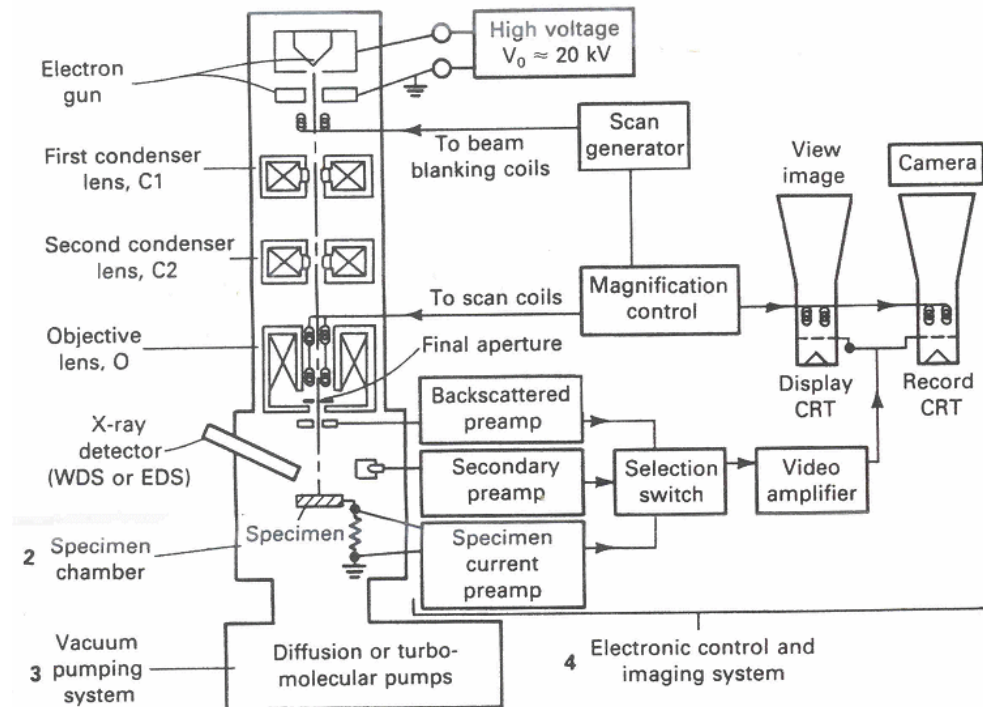 High voltage
V₀ ≈ 20 kV
Electron
gun
To beam
blanking coils
Scan
generator
View
image
Camera
First condenser
lens, C1
Second condenser
lens, C2
To scan coils
Magnification
control
Objective
lens, O
Final aperture
Display
CRT
Record
CRT
X-ray
detector
(WDS or EDS)
Backscattered
preamp
Secondary
preamp
Selection
switch
Video
amplifier
Specimen
2 Specimen
chamber
Specimen
current
preamp
Vacuum
3 pumping
system
Diffusion or turbo-
molecular pumps
4 Electronic control and
imaging system